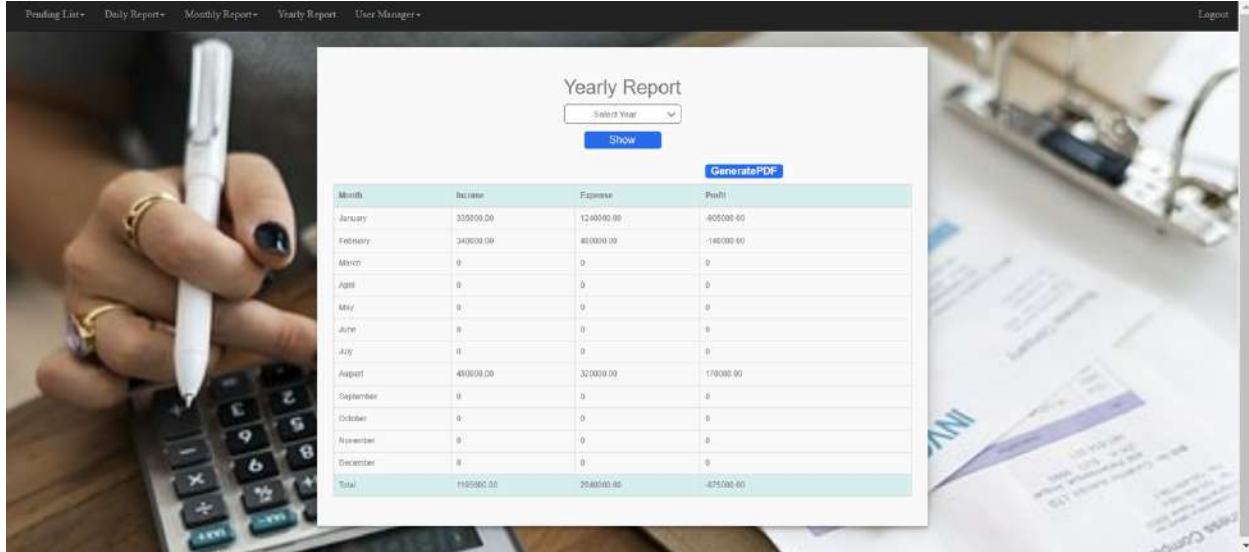 Pending List Daily Report Monthly Report Yearly Report User Manager Logout
Yearly Report
Select Year
Show
GeneratePDF
Month Income Expense Profit
January 335000.00 1240000.00 -905000.00
February 340000.00 480000.00 -140000.00
March 0 0 0
April 0 0 0
May 0 0 0
June 0 0 0
July 0 0 0
August 490000.00 320000.00 170000.00
September 0 0 0
October 0 0 0
November 0 0 0
December 0 0 0
Total 1165000.00 2040000.00 -875000.00
INVO